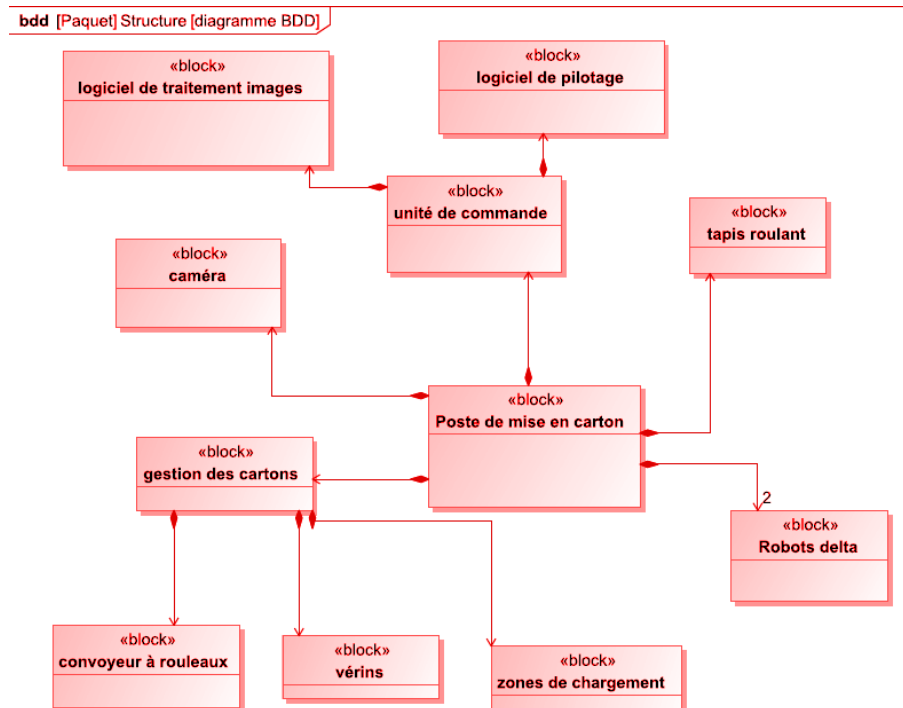 bdd [Paquet] Structure [diagramme BDD]
«block»
logiciel de traitement images
«block»
logiciel de pilotage
«block»
unité de commande
«block»
tapis roulant
«block»
caméra
«block»
Poste de mise en carton
«block»
gestion des cartons
2
«block»
Robots delta
«block»
convoyeur à rouleaux
«block»
vérins
«block»
zones de chargement